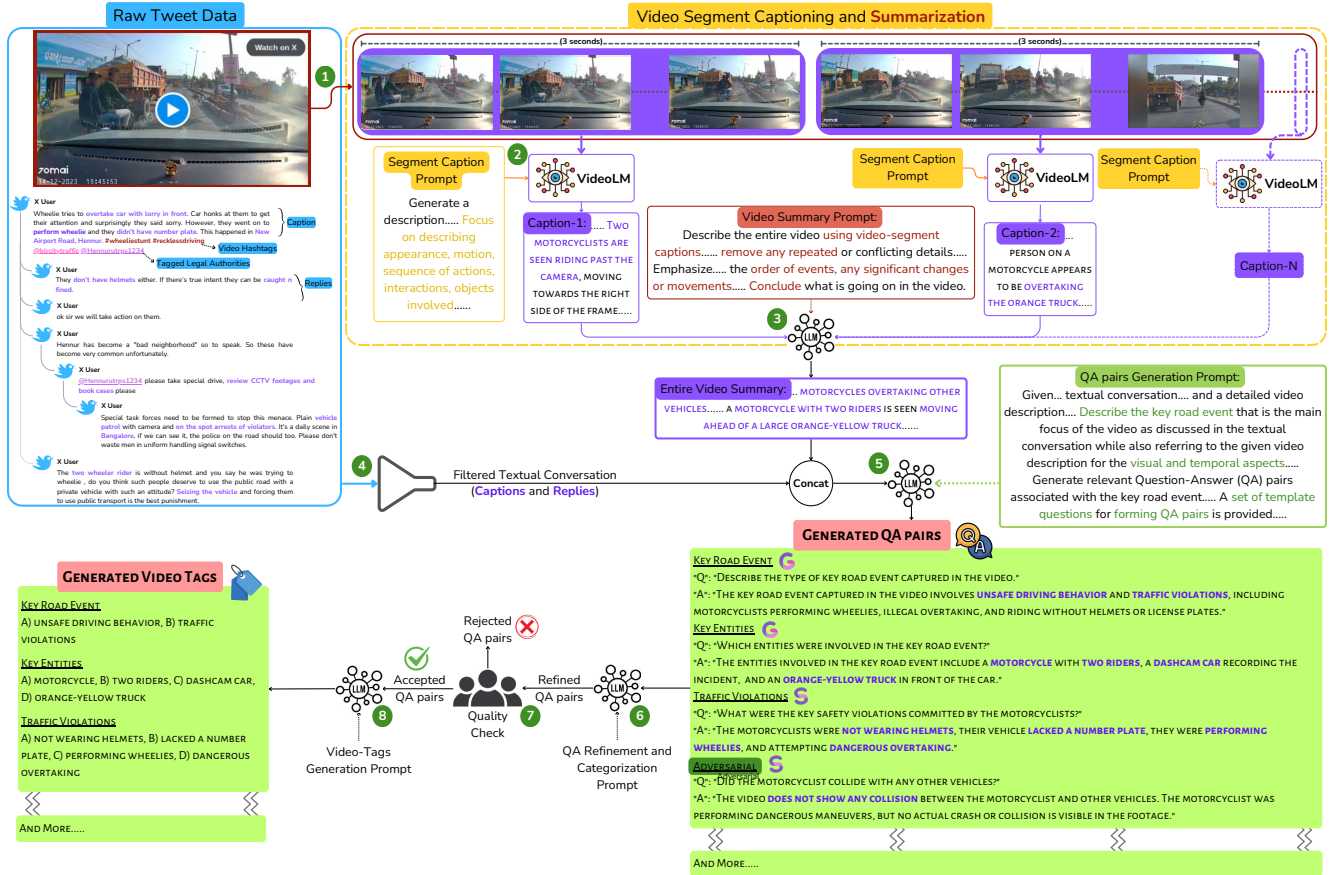 Raw Tweet Data
Video Segment Captioning and Summarization
Watch on X
70mai
14-12-2023 15:45:53
1
(3 seconds)
(3 seconds)
70mai
70mai
70mai
70mai
70mai
X User
Wheelie tries to overtake car with lorry in front. Car honks at them to get
their attention and surprisingly they said sorry. However, they went on to
perform wheelie and they didn't have number plate. This happened in New
Airport Road, Hennur. #wheeliestunt #recklessdriving
@blrcitytraffic @Hennurutrps1234
Caption
Video Hashtags
Tagged Legal Authorities
X User
They don't have helmets either. If there's true intent they can be caught n
fined.
Replies
X User
ok sir we will take action on them.
X User
Hennur has become a "bad neighborhood" so to speak. So these have
become very common unfortunately.
X User
@Hennurutrps1234 please take special drive, review CCTV footages and
book cases please
X User
Special task forces need to be formed to stop this menace. Plain vehicle
patrol with camera and on the spot arrests of violators. It's a daily scene in
Bangalore, if we can see it, the police on the road should too. Please don't
waste men in uniform handling signal switches.
X User
The two wheeler rider is without helmet and you say he was trying to
wheelie , do you think such people deserve to use the public road with a
private vehicle with such an attitude? Seizing the vehicle and forcing them
to use public transport is the best punishment.
Segment Caption
Prompt
Generate a
description..... Focus
on describing
appearance, motion,
sequence of actions,
interactions, objects
involved......
2
VideoLM
Caption-1: .... Two
motorcyclists are
seen riding past the
camera, moving
towards the right
side of the frame.....
Video Summary Prompt:
Describe the entire video using video-segment
captions...... remove any repeated or conflicting details.....
Emphasize..... the order of events, any significant changes
or movements..... Conclude what is going on in the video.
Segment Caption
Prompt
VideoLM
Caption-2: ...
person on a
motorcycle appears
to be overtaking
the orange truck.....
Segment Caption
Prompt
VideoLM
Caption-N
3
LLM
Entire Video Summary: .. motorcycles overtaking other
vehicles...... A motorcycle with two riders is seen moving
ahead of a large orange-yellow truck......
QA pairs Generation Prompt:
Given... textual conversation.... and a detailed video
description.... Describe the key road event that is the main
focus of the video as discussed in the textual
conversation while also referring to the given video
description for the visual and temporal aspects.....
Generate relevant Question-Answer (QA) pairs
associated with the key road event..... A set of template
questions for forming QA pairs is provided.....
4
Filtered Textual Conversation
(Captions and Replies)
Concat
5
LLM
Generated QA pairs
Q
A
Key Road Event G
"Q": "Describe the type of key road event captured in the video."
"A": "The key road event captured in the video involves unsafe driving behavior and traffic violations, including
motorcyclists performing wheelies, illegal overtaking, and riding without helmets or license plates."
Key Entities G
"Q": "Which entities were involved in the key road event?"
"A": "The entities involved in the key road event include a motorcycle with two riders, a dashcam car recording the
incident, and an orange-yellow truck in front of the car."
Traffic Violations S
"Q": "What were the key safety violations committed by the motorcyclists?"
"A": "The motorcyclists were not wearing helmets, their vehicle lacked a number plate, they were performing
wheelies, and attempting dangerous overtaking."
Adversarial S
Adversarial
"Q": "Did the motorcyclist collide with any other vehicles?"
"A": "The video does not show any collision between the motorcyclist and other vehicles. The motorcyclist was
performing dangerous maneuvers, but no actual crash or collision is visible in the footage."
And More.....
6
LLM
QA Refinement and
Categorization
Prompt
Refined
QA pairs
Rejected
QA pairs
Quality
Check
7
Accepted
QA pairs
LLM
8
Video-Tags
Generation Prompt
Generated Video Tags
Key Road Event
A) unsafe driving behavior, B) traffic
violations
Key Entities
A) motorcycle, B) two riders, C) dashcam car,
D) orange-yellow truck
Traffic Violations
A) not wearing helmets, B) lacked a number
plate, C) performing wheelies, D) dangerous
overtaking
And More.....